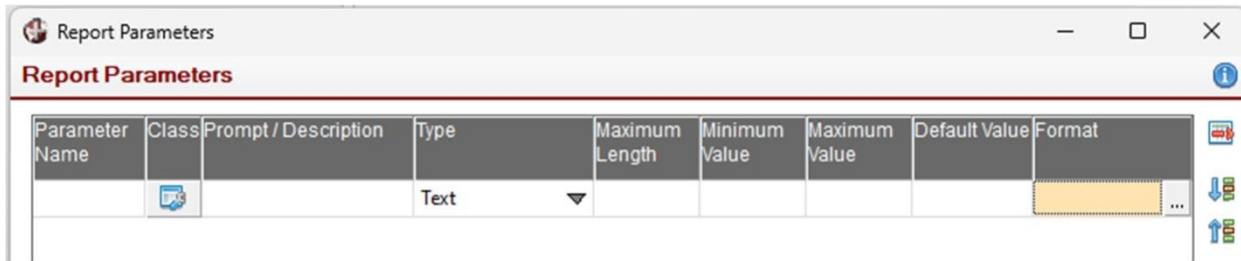 Report Parameters
Report Parameters
Parameter Name Class Prompt / Description Type Maximum Length Minimum Value Maximum Value Default Value Format
Text ...